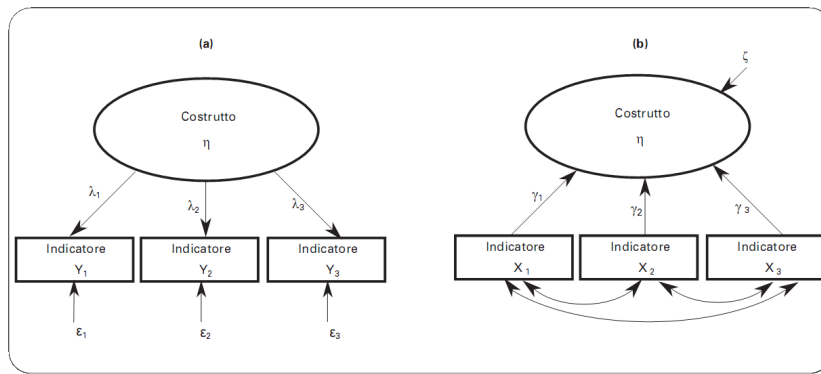 (a)
Costrutto
η
λ1
λ2
λ3
Indicatore
Y1
Indicatore
Y2
Indicatore
Y3
ε1
ε2
ε3
(b)
ζ
Costrutto
η
γ1
γ2
γ3
Indicatore
X1
Indicatore
X2
Indicatore
X3